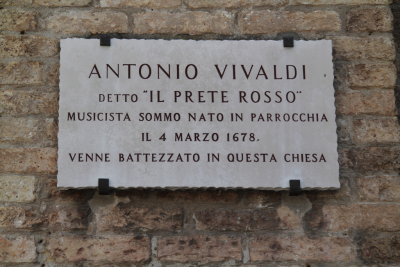 ANTONIO VIVALDI
DETTO "IL PRETE ROSSO"
MUSICISTA SOMMO NATO IN PARROCCHIA
IL 4 MARZO 1678.
VENNE BATTEZZATO IN QUESTA CHIESA